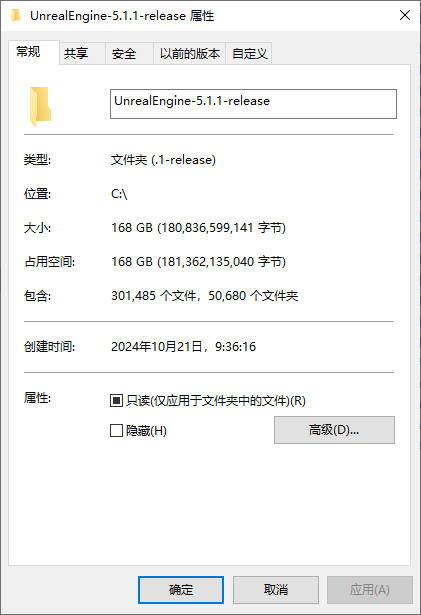 UnrealEngine-5.1.1-release 属性
常规 共享 安全 以前的版本 自定义
UnrealEngine-5.1.1-release
类型: 文件夹 (.1-release)
位置: C:\
大小: 168 GB (180,836,599,141 字节)
占用空间: 168 GB (181,362,135,040 字节)
包含: 301,485 个文件，50,680 个文件夹
创建时间: 2024年10月21日，9:36:16
属性: 只读(仅应用于文件夹中的文件)(R)
隐藏(H) 高级(D)...
确定 取消 应用(A)